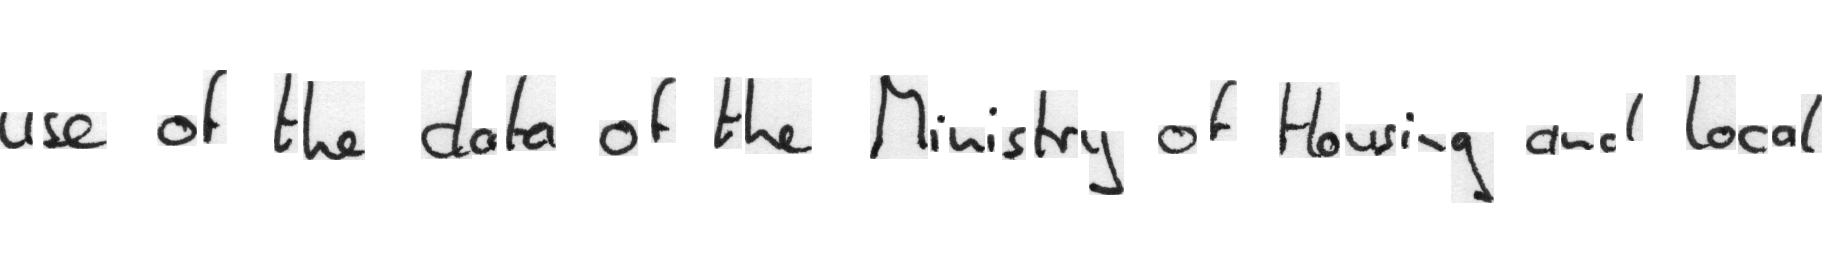 use of the data of the Ministry of Housing and local